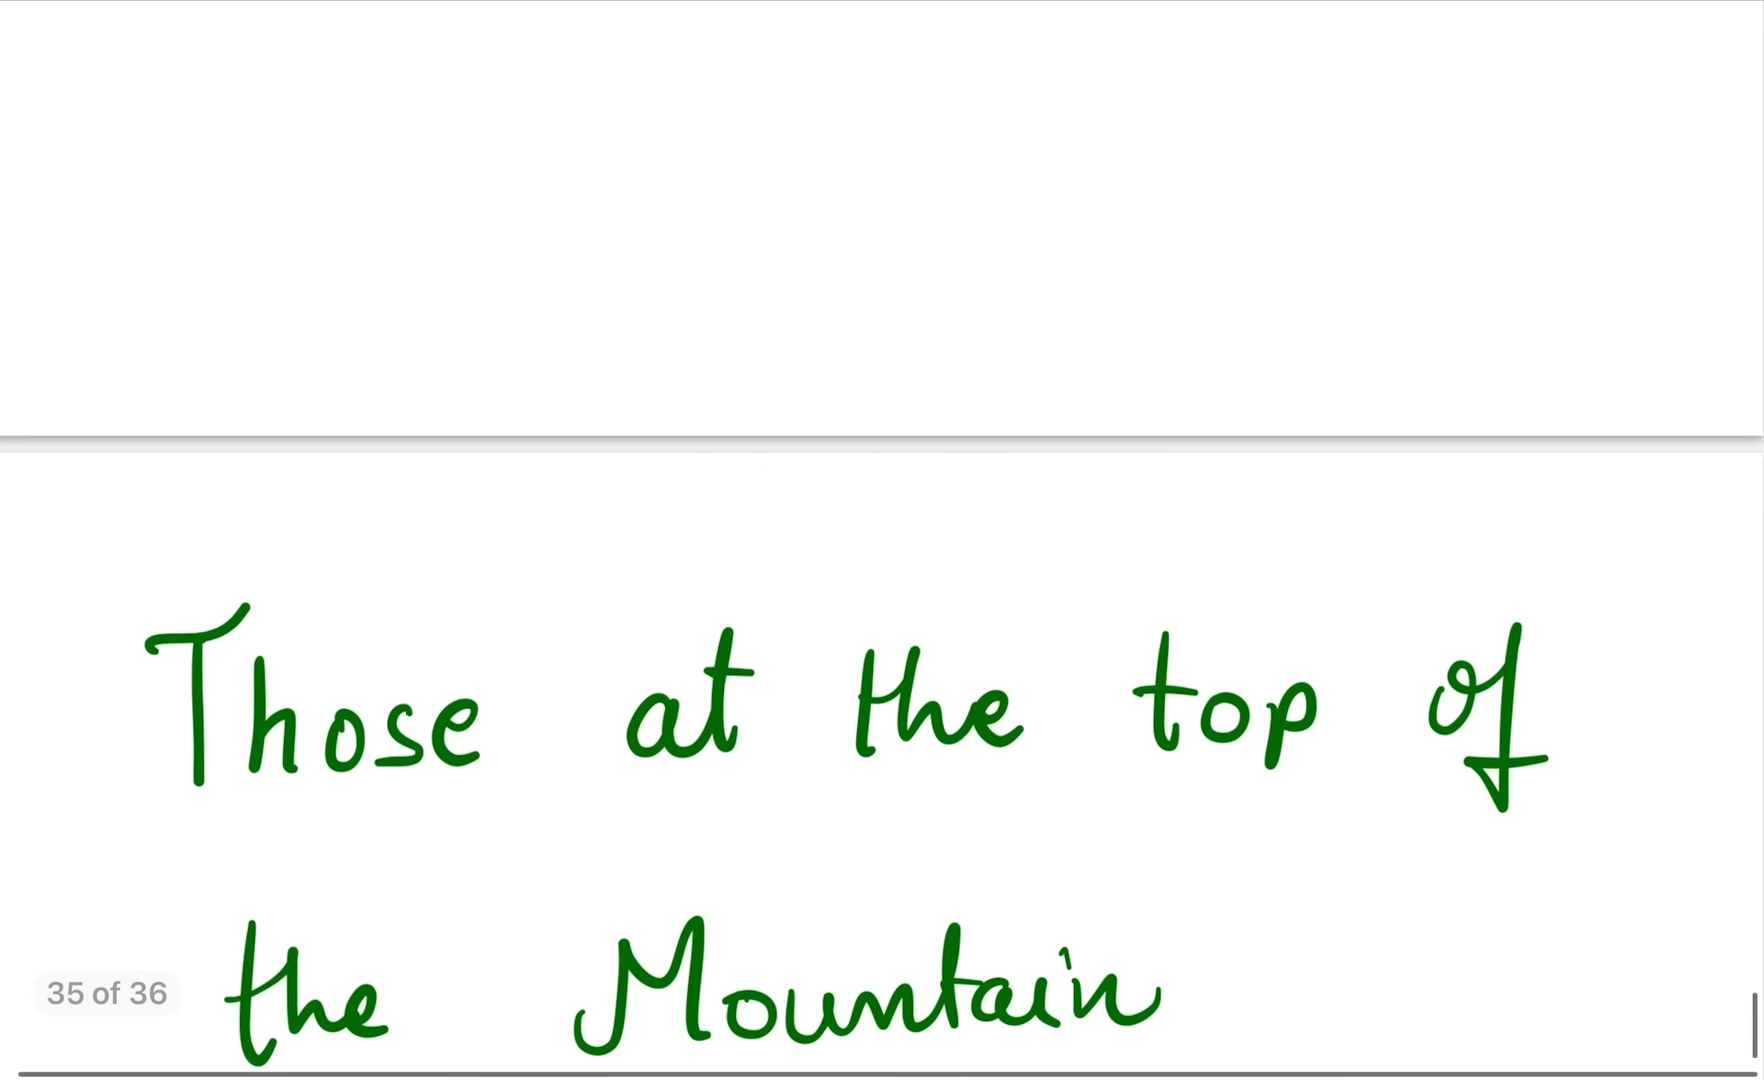 Those at the top of
the Mountain
35 of 36